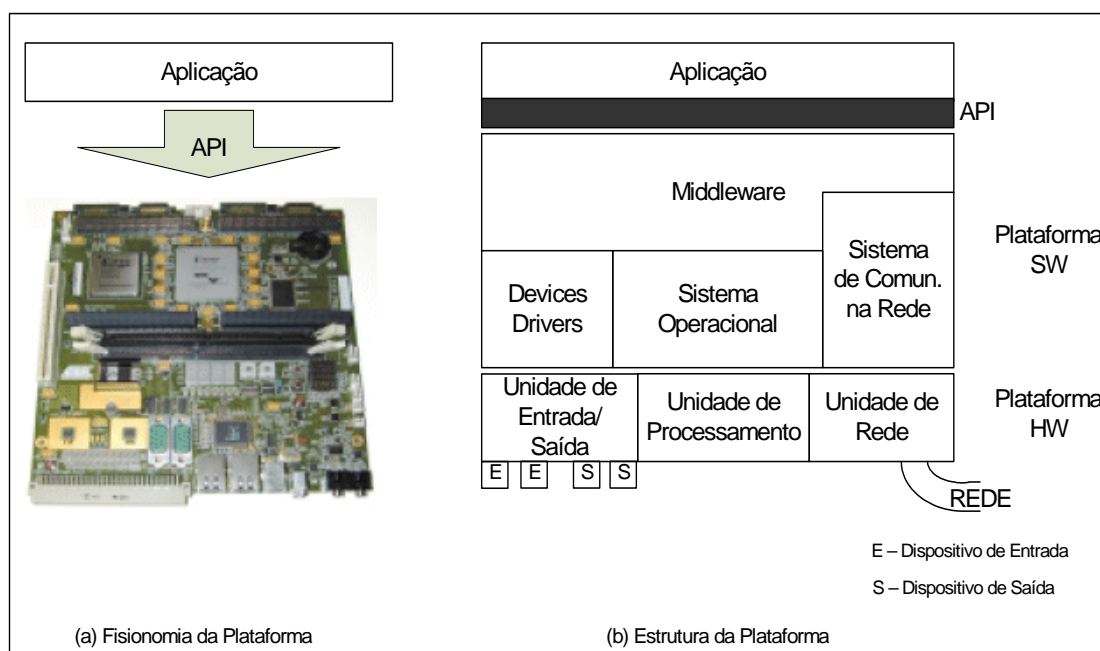 Aplicação
API
(a) Fisionomia da Plataforma
Aplicação
API
Middleware
Devices
Drivers
Sistema
Operacional
Sistema
de Comun.
na Rede
Plataforma
SW
Unidade de
Entrada/
Saída
Unidade de
Processamento
Unidade de
Rede
Plataforma
HW
E
E
S
S
REDE
E – Dispositivo de Entrada
S – Dispositivo de Saída
(b) Estrutura da Plataforma